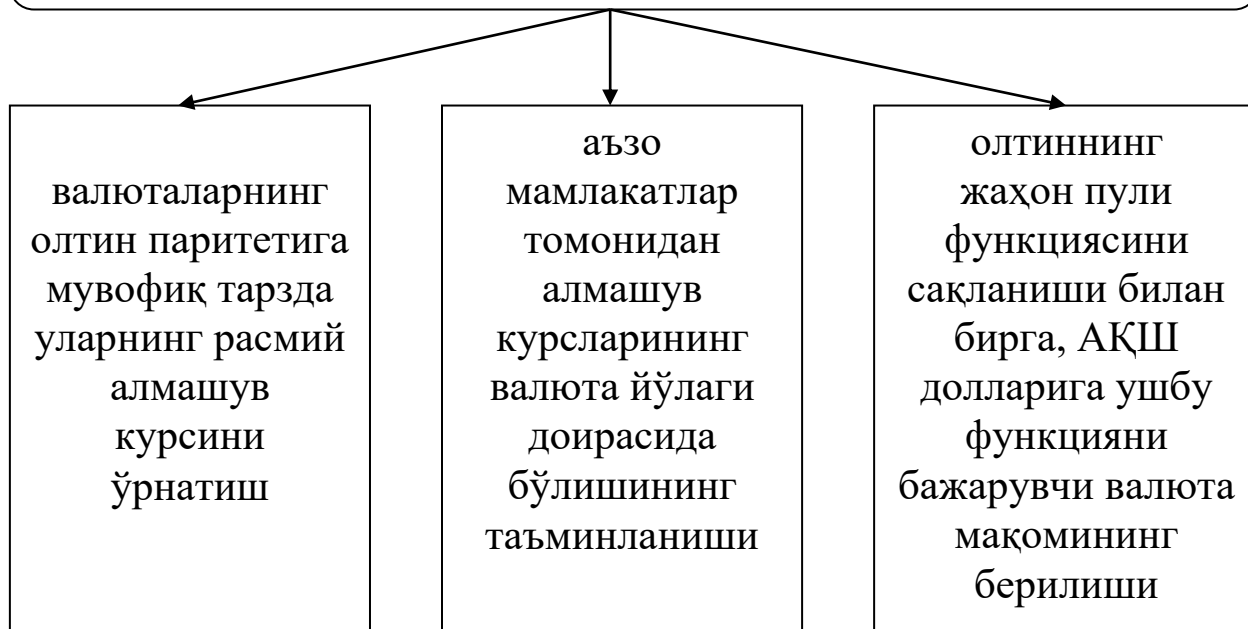 валюталарнинг
олтин паритетига
мувофиқ тарзда
уларнинг расмий
алмашув
курсини
ўрнатиш
аъзо
мамлакатлар
томонидан
алмашув
курсларининг
валюта йўлаги
доирасида
бўлишининг
таъминланиши
олтиннинг
жаҳон пули
функциясини
сақланиши билан
бирга, АҚШ
долларига ушбу
функцияни
бажарувчи валюта
мақомининг
берилиши